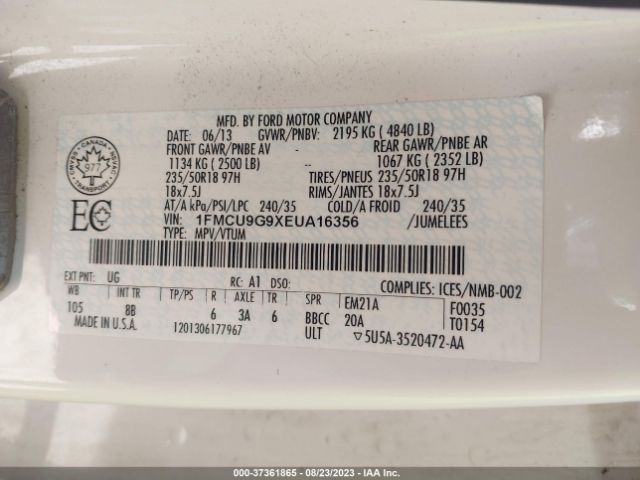 MFD. BY FORD MOTOR COMPANY
DATE: 06/13 GVWR/PNBV: 2195 KG ( 4840 LB)
FRONT GAWR/PNBE AV - REAR GAWR/PNBE AR
1134 KG ( 2500 LB) -- 1067 KG ( 2352 LB)
235/50R18 97H TIRES/PNEUS 235/50R18 97H
18x7.5J RIMS/JANTES 18x7.5J
AT/A kPa/PSI/LPC 240/35 COLD/A FROID 240/35
VIN: 1FMCU9G9XEUA16356 /JUMELEES
TYPE: MPV/VTUM
CANADA
977
TRANSPORT
EC
EXT PNT: UG RC: A1 DSO: COMPLIES: ICES/NMB-002
WB INT TR TP/PS R AXLE TR SPR EM21A F0035
105 8B 6 3A 6 BBCC 20A T0154
MADE IN U.S.A. 1201306177967 ULT ▽5U5A-3520472-AA
000-37361865 / 08/23/2023 - IAA Inc.